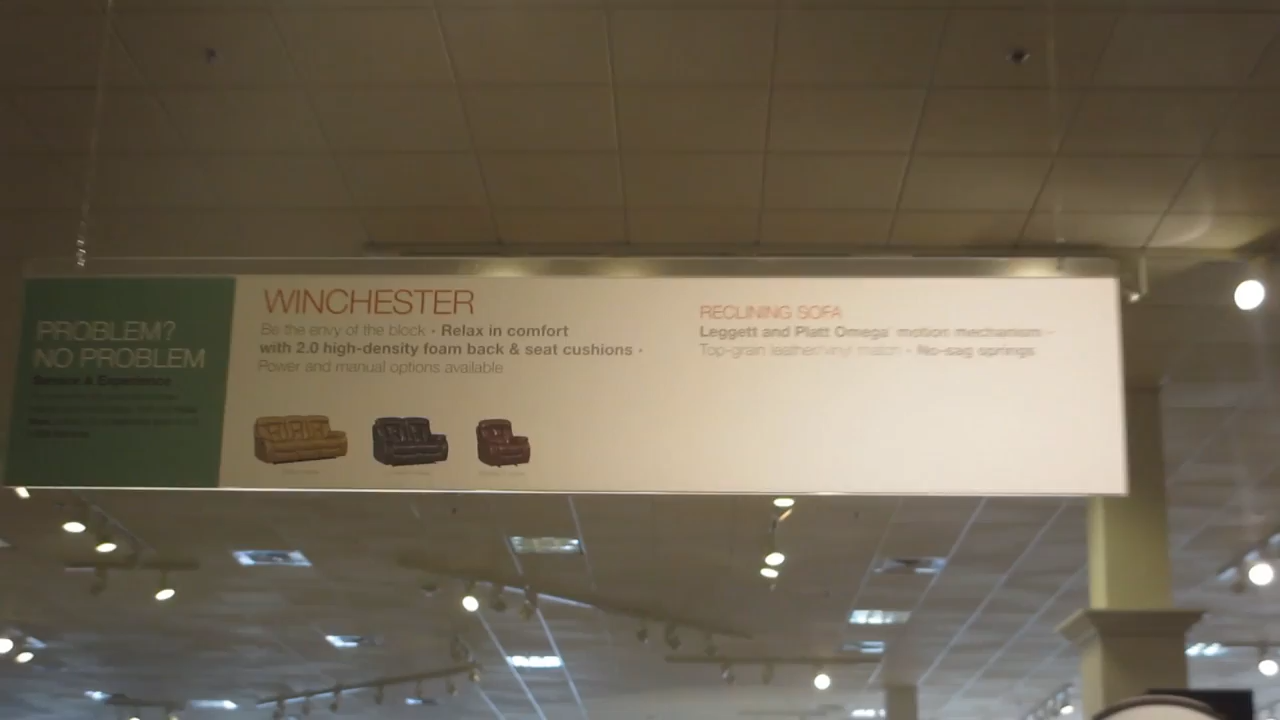 PROBLEM?
NO PROBLEM
Service & Experience
WINCHESTER
Be the envy of the block • Relax in comfort
with 2.0 high-density foam back & seat cushions •
Power and manual options available
RECLINING SOFA
Leggett and Platt Omega motion mechanism •
Top-grain leather/vinyl match • No-sag springs